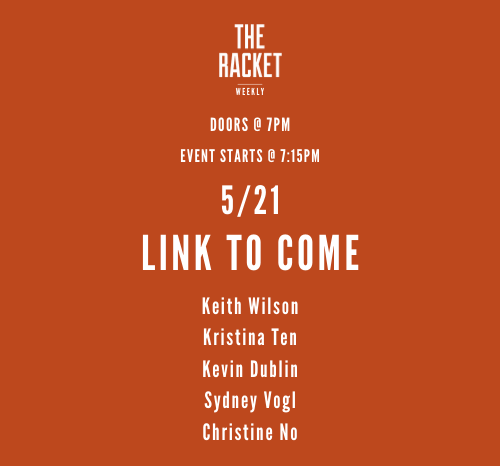 THE
RACKET
WEEKLY
DOORS @ 7PM
EVENT STARTS @ 7:15PM
5/21
LINK TO COME
Keith Wilson
Kristina Ten
Kevin Dublin
Sydney Vogl
Christine No